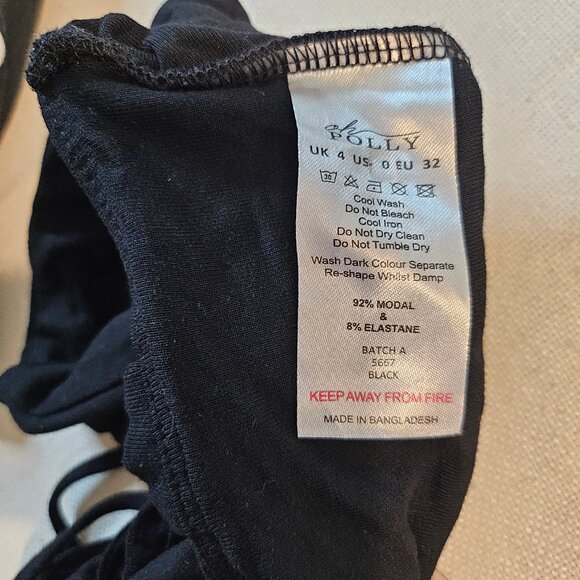 oh
POLLY
UK 4 US 0 EU 32
30
Cool Wash
Do Not Bleach
Cool Iron
Do Not Dry Clean
Do Not Tumble Dry
Wash Dark Colour Separate
Re-shape Whilst Damp
92% MODAL
&
8% ELASTANE
BATCH A
5667
BLACK
KEEP AWAY FROM FIRE
MADE IN BANGLADESH